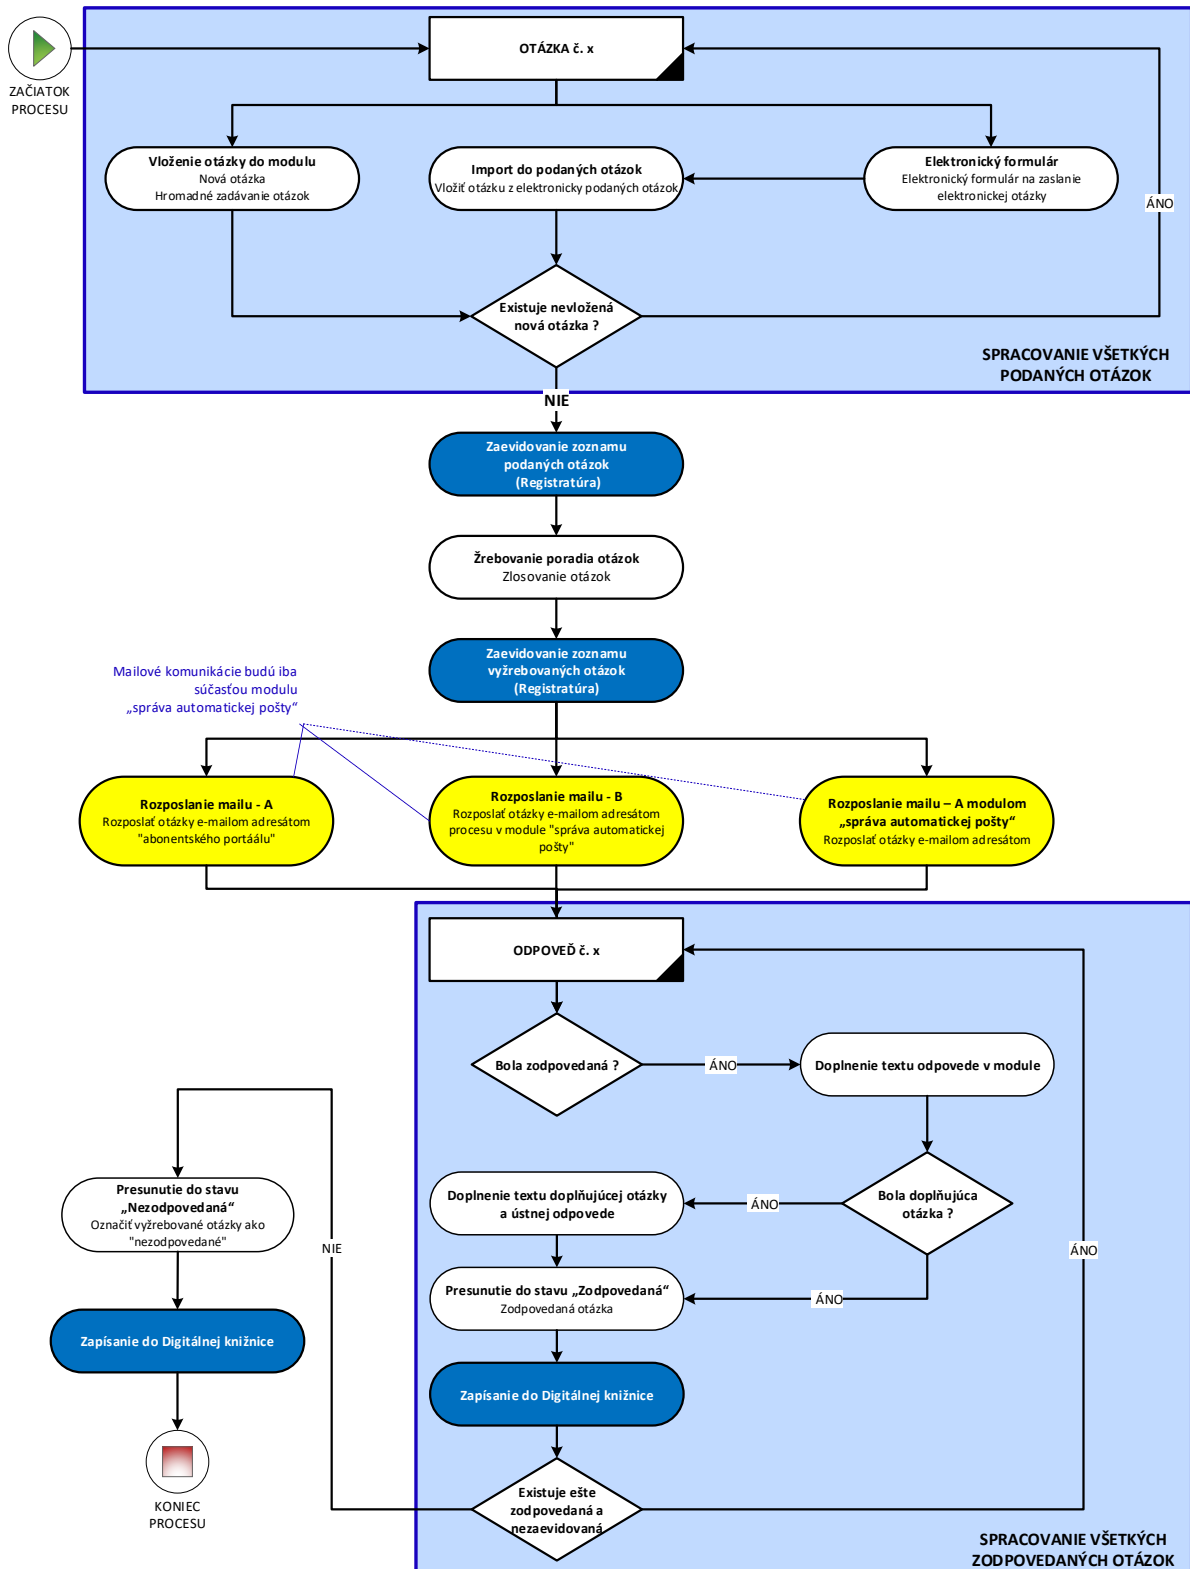 OTÁZKA č. x
ZAČIATOK
PROCESU
Vloženie otázky do modulu
Nová otázka
Hromadné zadávanie otázok
Import do podaných otázok
Vložiť otázku z elektronicky podaných otázok
Elektronický formulár
Elektronický formulár na zaslanie
elektronickej otázky
ÁNO
Existuje nevložená
nová otázka ?
SPRACOVANIE VŠETKÝCH
PODANÝCH OTÁZOK
NIE
Zaevidovanie zoznamu
podaných otázok
(Registratúra)
Žrebovanie poradia otázok
Zlosovanie otázok
Zaevidovanie zoznamu
vyžrebovaných otázok
(Registratúra)
Mailové komunikácie budú iba
súčasťou modulu
„správa automatickej pošty“
Rozposlanie mailu - A
Rozposlať otázky e-mailom adresátom
"abonentského portáálu"
Rozposlanie mailu - B
Rozposlať otázky e-mailom adresátom
procesu v module "správa automatickej
pošty"
Rozposlanie mailu – A modulom
„správa automatickej pošty“
Rozposlať otázky e-mailom adresátom
ODPOVEĎ č. x
Bola zodpovedaná ?
ÁNO
Doplnenie textu odpovede v module
Presunutie do stavu
„Nezodpovedaná“
Označiť vyžrebované otázky ako
"nezodpovedané"
Doplnenie textu doplňujúcej otázky
a ústnej odpovede
ÁNO
Bola doplňujúca
otázka ?
NIE
ÁNO
Presunutie do stavu „Zodpovedaná“
Zodpovedaná otázka
ÁNO
Zapísanie do Digitálnej knižnice
Zapísanie do Digitálnej knižnice
KONIEC
PROCESU
Existuje ešte
zodpovedaná a
nezaevidovaná
SPRACOVANIE VŠETKÝCH
ZODPOVEDANÝCH OTÁZOK